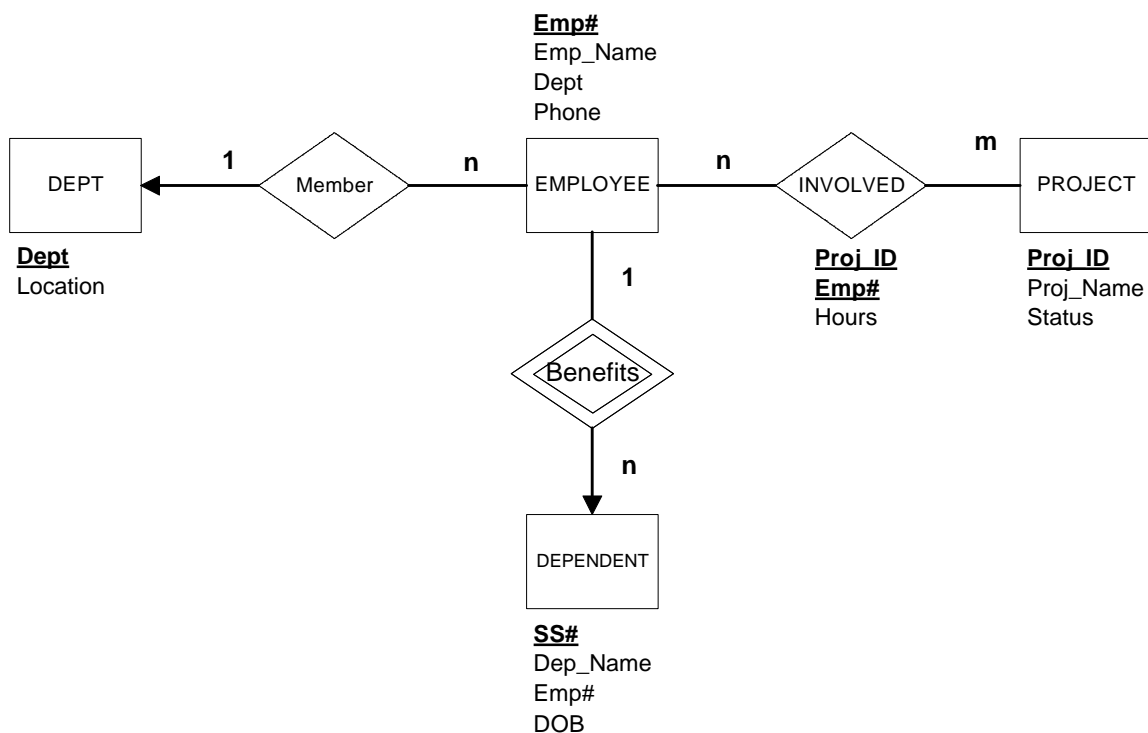 Emp#
Emp_Name
Dept
Phone
1
n
n
m
DEPT
Member
EMPLOYEE
INVOLVED
PROJECT
Dept
Location
1
Proj_ID
Emp#
Hours
Proj_ID
Proj_Name
Status
Benefits
n
DEPENDENT
SS#
Dep_Name
Emp#
DOB